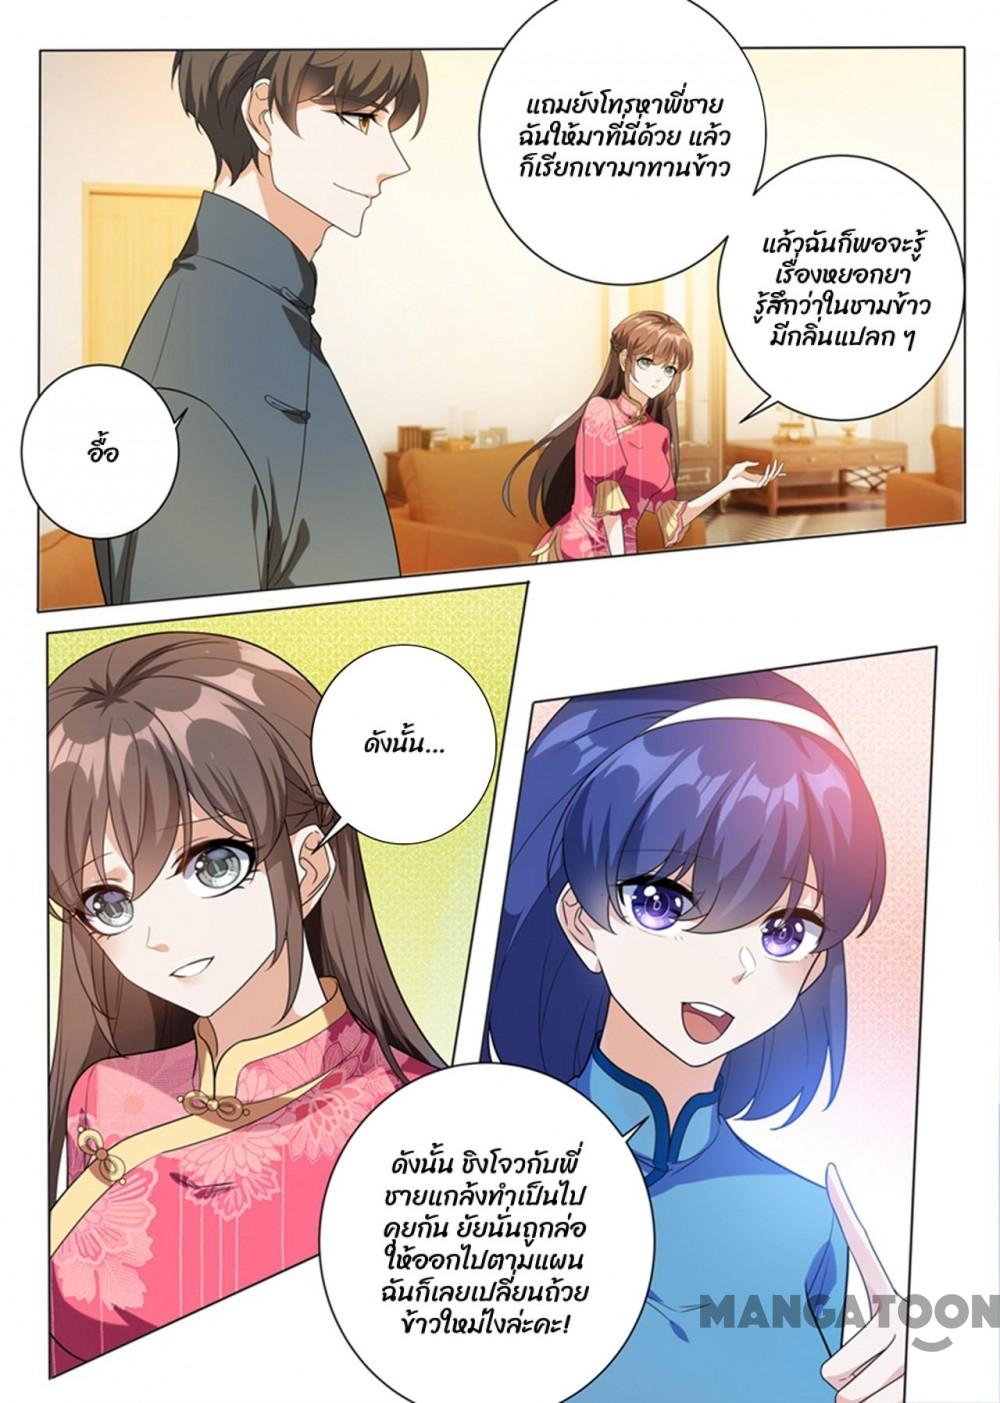 แถมยังโทรหาพี่ชาย
ฉันให้มาที่นี่ด้วย แล้ว
ก็เรียกเขามาทานข้าว
แล้วฉันก็พอจะรู้
เรื่องหยอกยา
รู้สึกว่าในชามข้าว
มีกลิ่นแปลก ๆ
อื้อ
ดังนั้น...
ดังนั้น ชิงโจวกับพี่
ชายแกล้งทำเป็นไป
คุยกัน ยัยนั่นถูกล่อ
ให้ออกไปตามแผน
ฉันก็เลยเปลี่ยนถ้วย
ข้าวใหม่ไงล่ะคะ!
MANGATOON